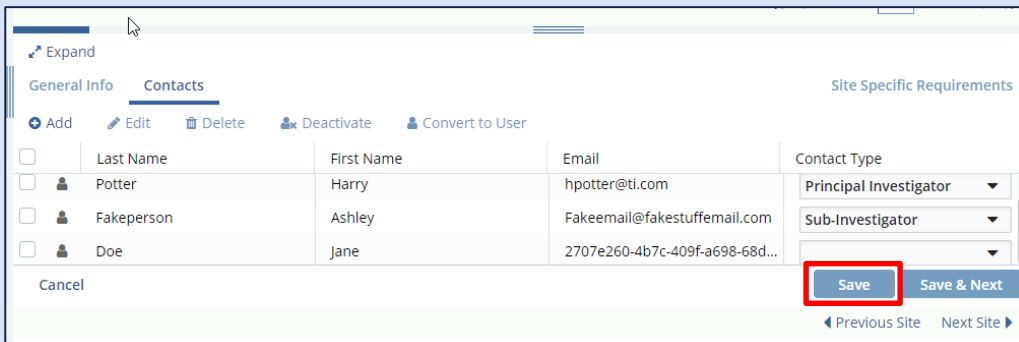 Expand
General Info Contacts Site Specific Requirements
Add Edit Delete Deactivate Convert to User
Last Name First Name Email Contact Type
Potter Harry hpotter@ti.com Principal Investigator
Fakeperson Ashley Fakeemail@fakestuffemail.com Sub-Investigator
Doe Jane 2707e260-4b7c-409f-a698-68d...
Cancel Save Save & Next
Previous Site Next Site